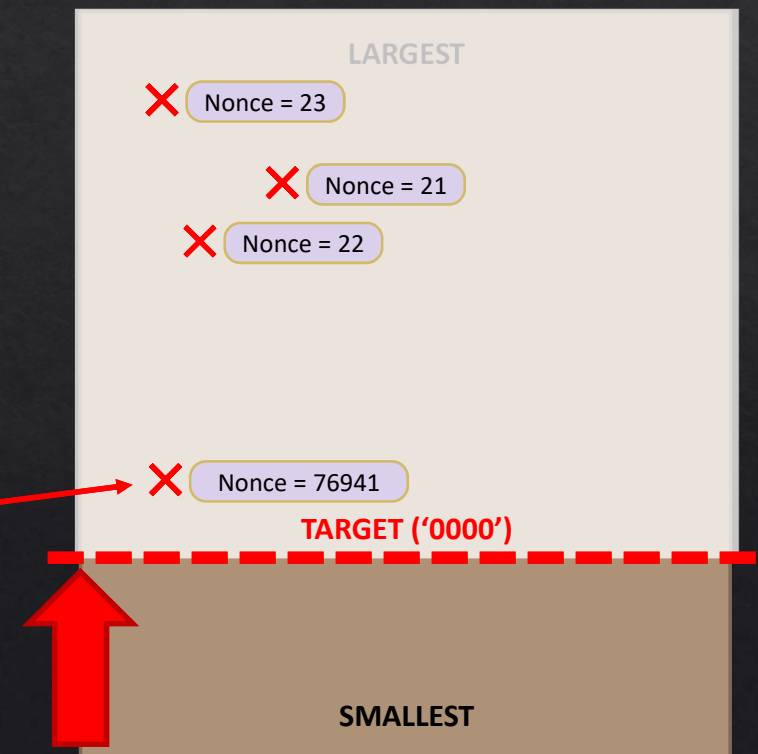 LARGEST
Nonce = 23
Nonce = 21
Nonce = 22
Nonce = 76941
TARGET (‘0000’)
SMALLEST